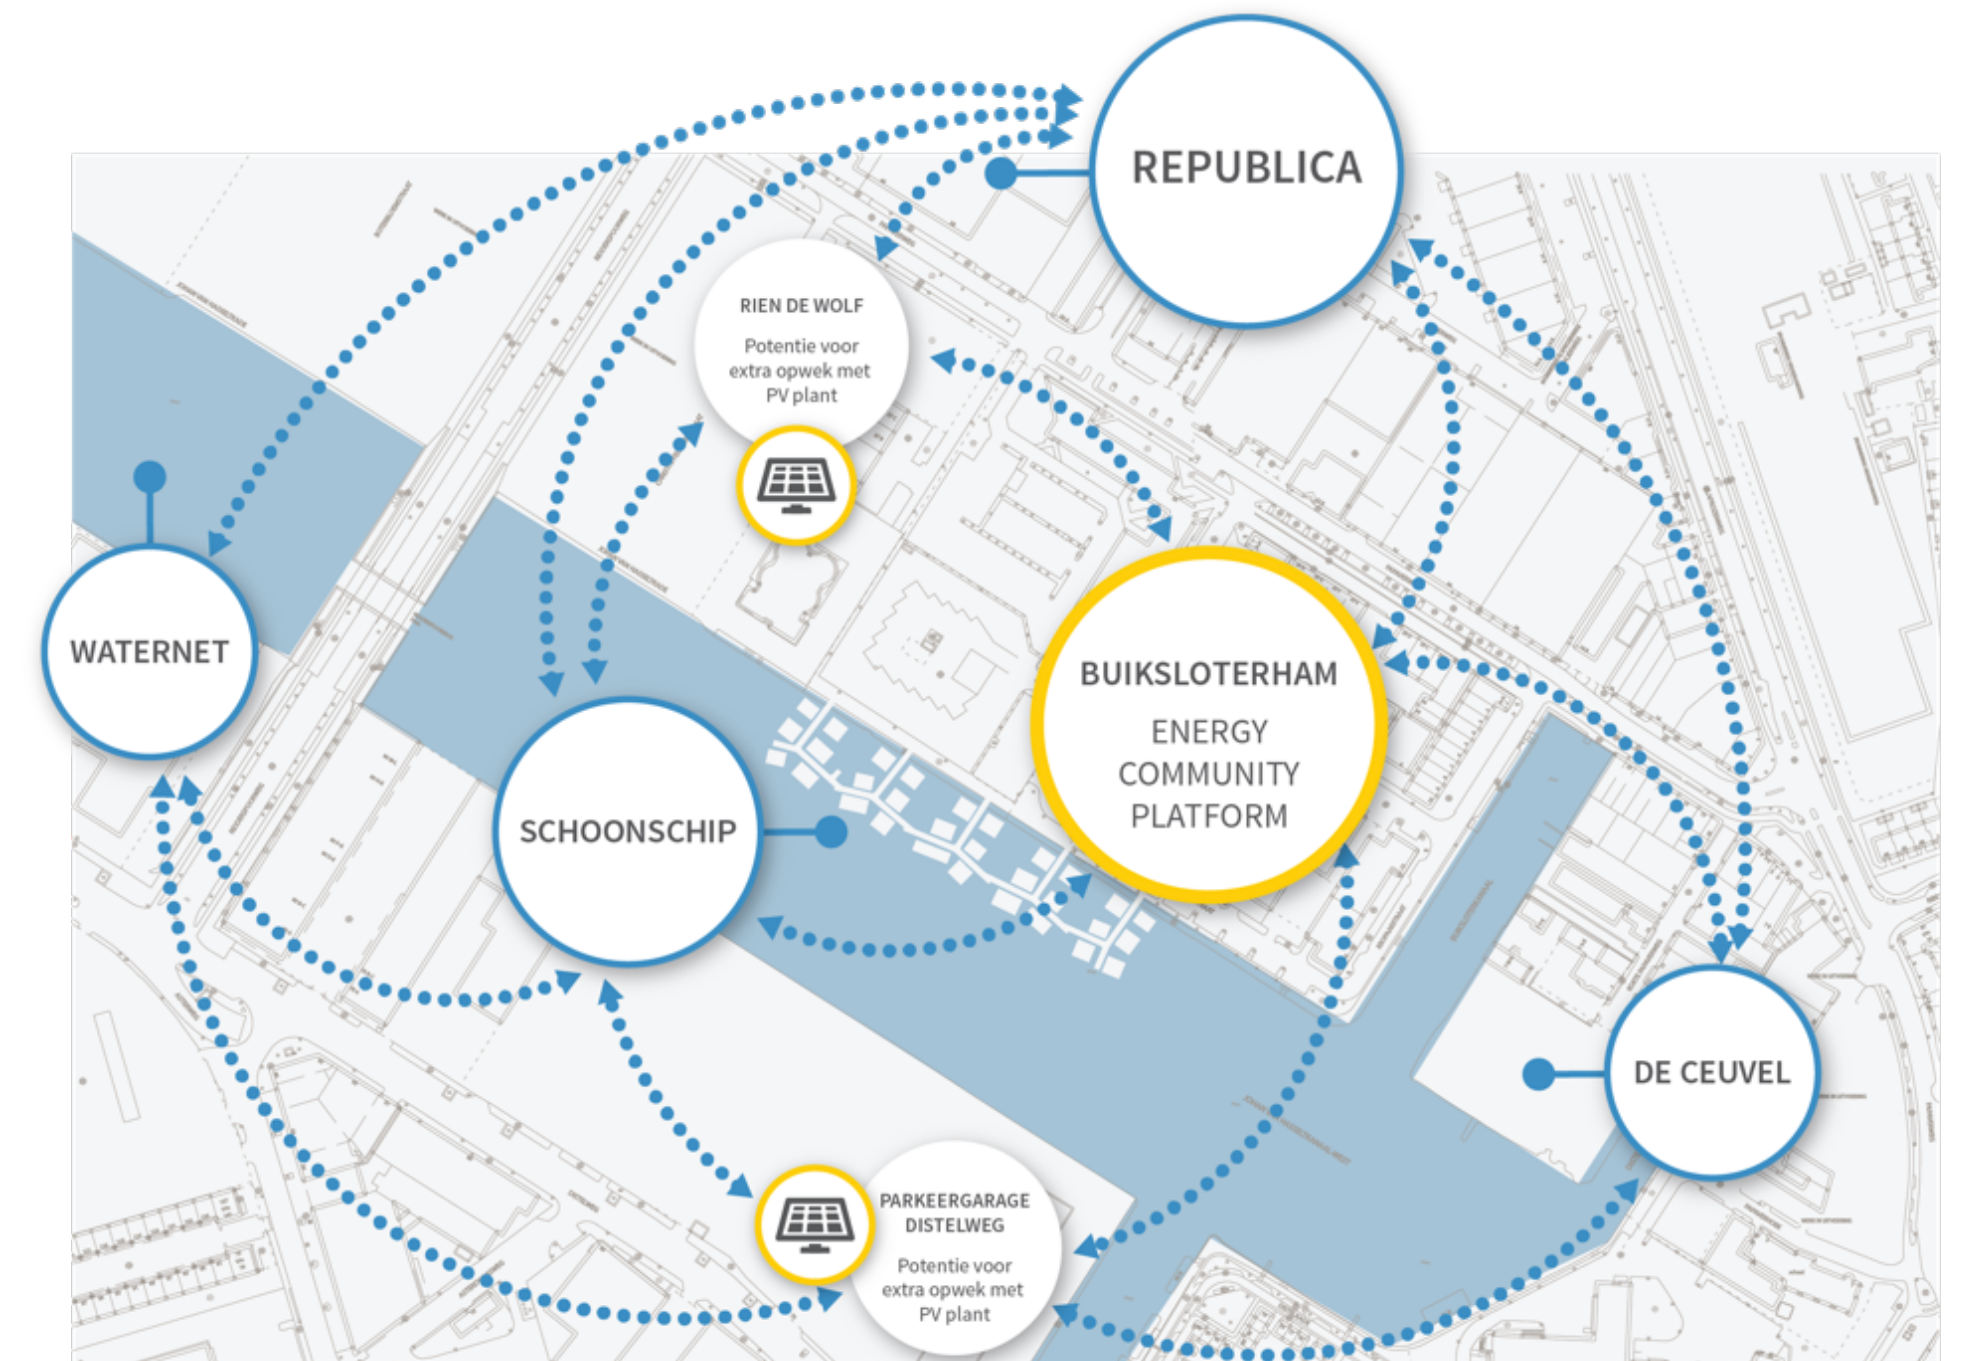 REPUBLICA
RIEN DE WOLF
Potentie voor
extra opwek met
PV plant
WATERNET
BUIKSLOTERHAM
ENERGY
COMMUNITY
PLATFORM
SCHOONSCHIP
DE CEUVEL
PARKEERGARAGE
DISTELWEG
Potentie voor
extra opwek met
PV plant